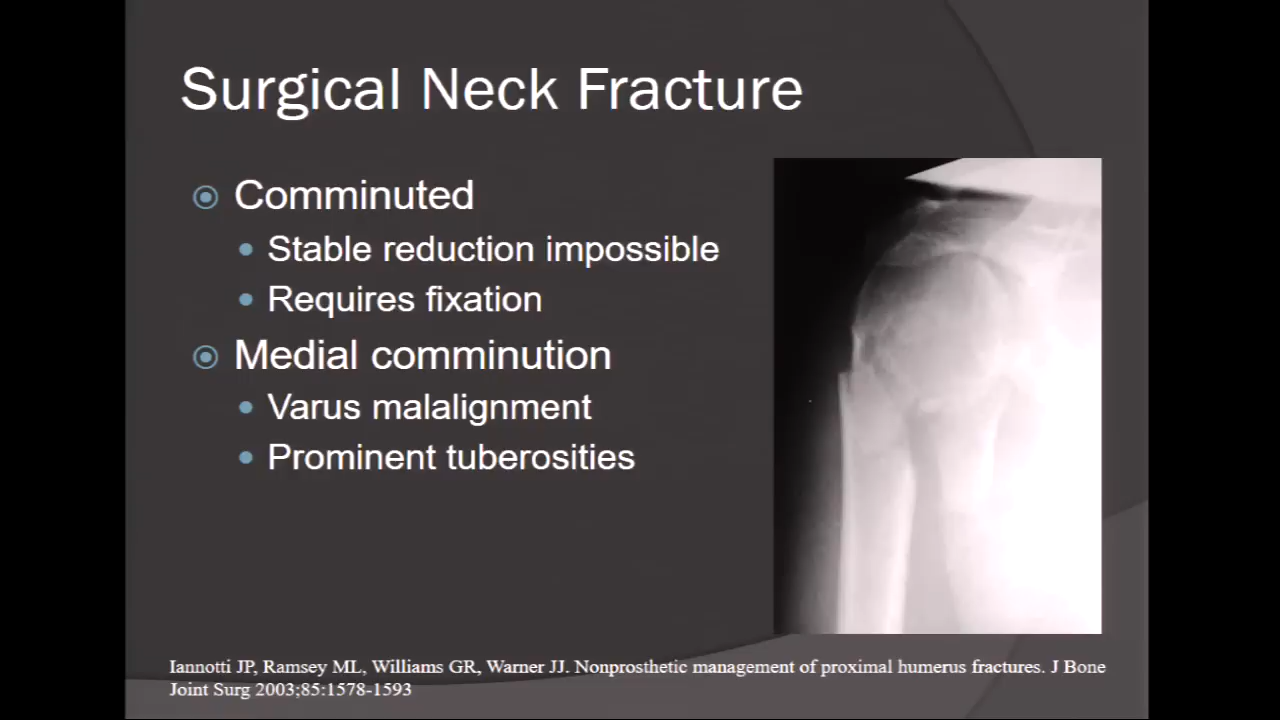 Surgical Neck Fracture
Comminuted
Stable reduction impossible
Requires fixation
Medial comminution
Varus malalignment
Prominent tuberosities
Iannotti JP, Ramsey ML, Williams GR, Warner JJ. Nonprosthetic management of proximal humerus fractures. J Bone
Joint Surg 2003;85:1578-1593